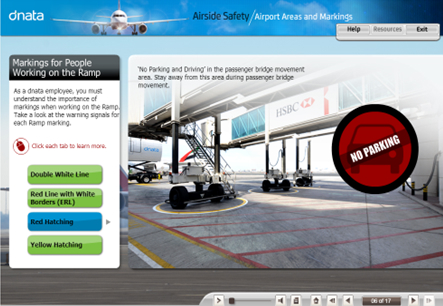 dnata
Airside Safety / Airport Areas and Markings
Help Resources Exit
Markings for People
Working on the Ramp
As a dnata employee, you must
understand the importance of
markings when working on the Ramp.
Take a look at the warning signals for
each Ramp marking.
Click each tab to learn more.
Double White Line
Red Line with White
Borders (ERL)
Red Hatching
Yellow Hatching
'No Parking and Driving' in the passenger bridge movement
area. Stay away from this area during passenger bridge
movement.
HSBC
dnata
NO PARKING
06 of 17